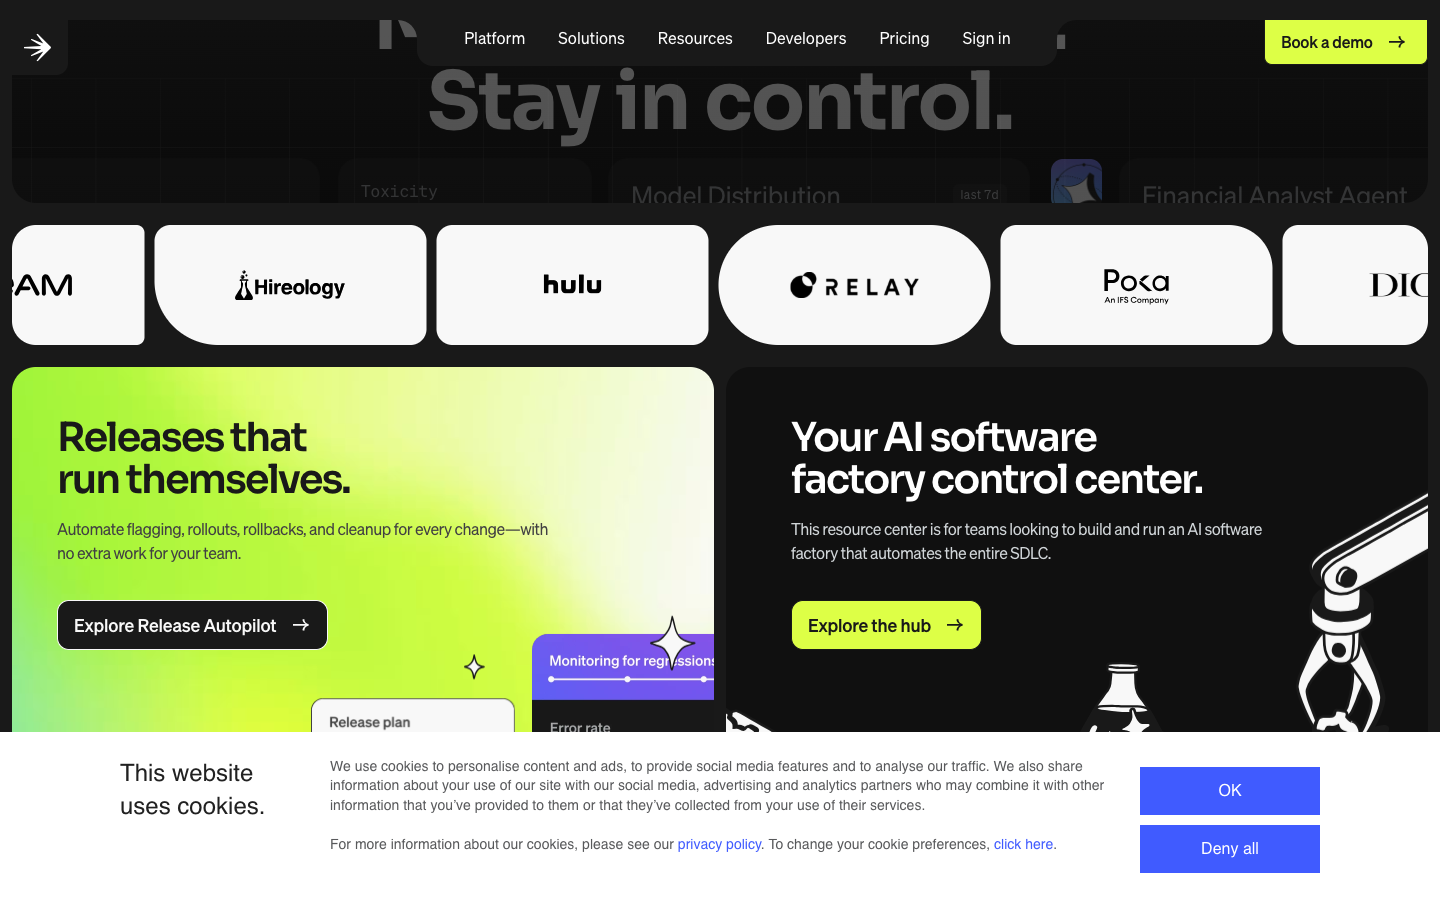 Platform
Solutions
Resources
Developers
Pricing
Sign in
Book a demo
Stay in control.
Toxicity
Model Distribution
last 7d
Financial Analyst Agent
AM
Hireology
hulu
RELAY
Poka
An IFS Company
DIO
Releases that
run themselves.
Automate flagging, rollouts, rollbacks, and cleanup for every change—with
no extra work for your team.
Explore Release Autopilot
Monitoring for regressions
Release plan
Error rate
Your AI software
factory control center.
This resource center is for teams looking to build and run an AI software
factory that automates the entire SDLC.
Explore the hub
This website
uses cookies.
We use cookies to personalise content and ads, to provide social media features and to analyse our traffic. We also share
information about your use of our site with our social media, advertising and analytics partners who may combine it with other
information that you've provided to them or that they've collected from your use of their services.
For more information about our cookies, please see our privacy policy. To change your cookie preferences, click here.
OK
Deny all